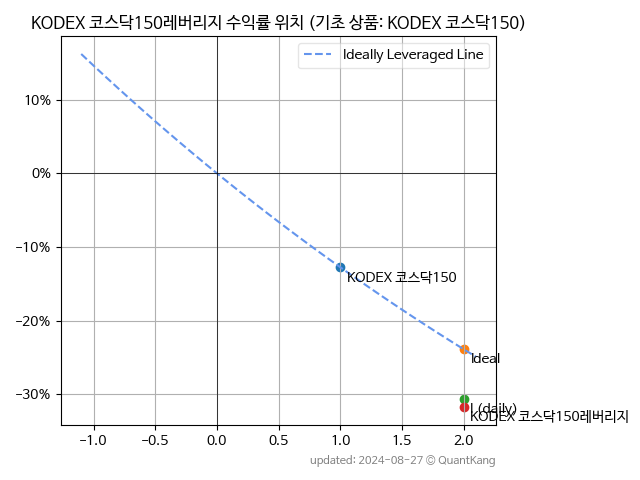 KODEX 코스닥150레버리지 수익률 위치 (기초 상품: KODEX 코스닥150)
Ideally Leveraged Line
10%
0%
−10%
−20%
−30%
KODEX 코스닥150
Ideal
(daily)
KODEX 코스닥150레버리지
−1.0 −0.5 0.0 0.5 1.0 1.5 2.0
updated: 2024-08-27 © QuantKang